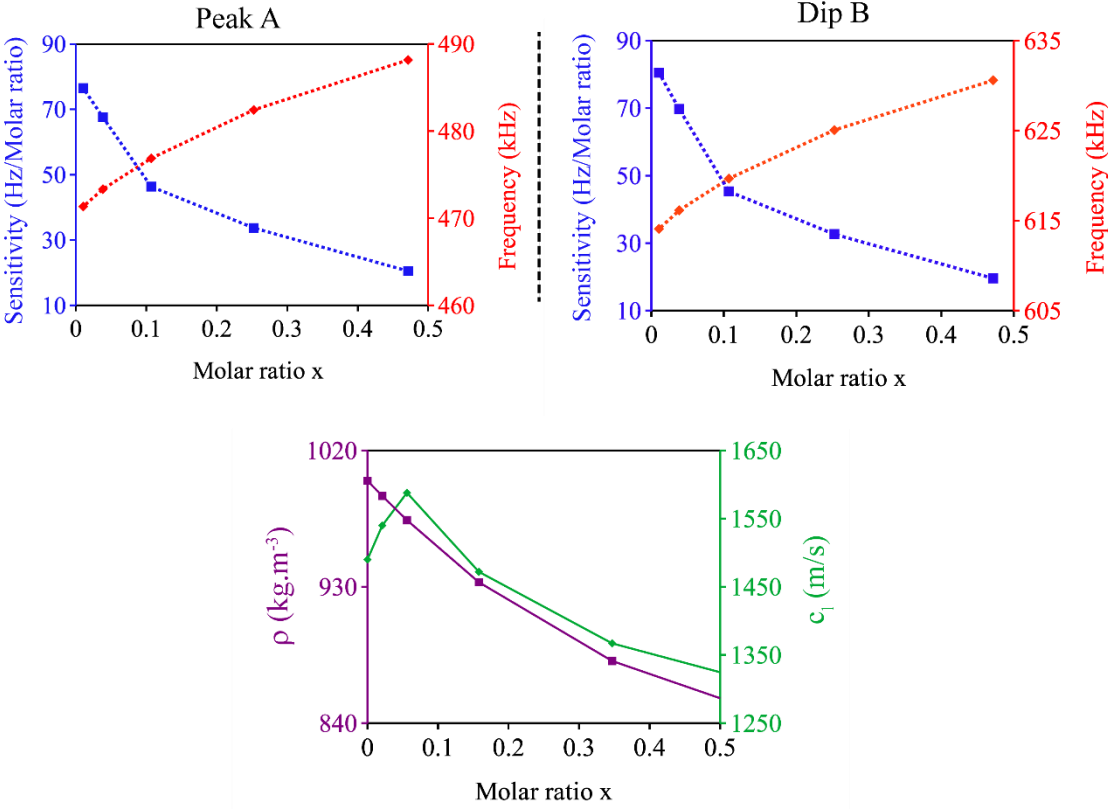 Peak A
Sensitivity (Hz/Molar ratio)
90
70
50
30
10
490
480
470
460
Frequency (kHz)
0 0.1 0.2 0.3 0.4 0.5
Molar ratio x
Dip B
Sensitivity (Hz/Molar ratio)
90
70
50
30
10
635
625
615
605
Frequency (kHz)
0 0.1 0.2 0.3 0.4 0.5
Molar ratio x
ρ (kg.m⁻³)
1020
930
840
1650
1550
1450
1350
1250
c₁ (m/s)
0 0.1 0.2 0.3 0.4 0.5
Molar ratio x